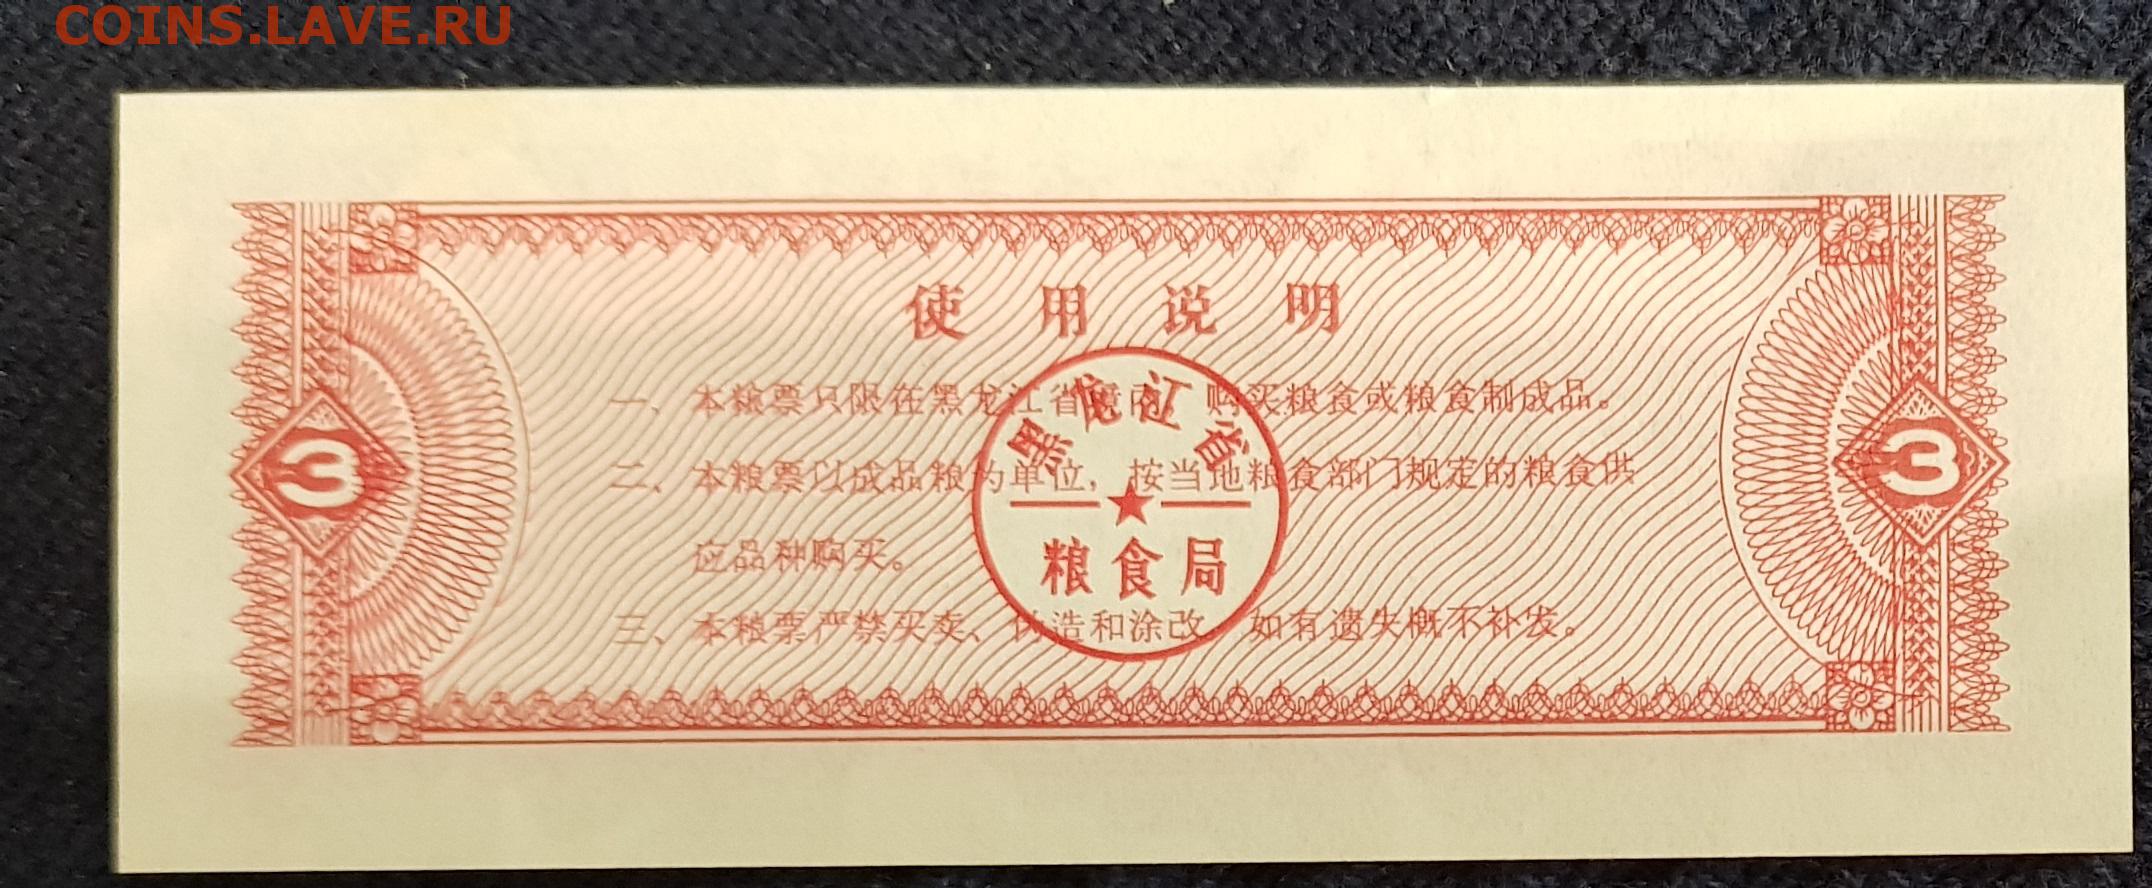 COINS.LAVE.RU
使用说明
一、本粮票只限在黑龙江省境内，购买粮食或粮食制成品。
二、本粮票以成品粮为单位，按当地粮食部门规定的粮食供
应品种购买。
三、本粮票严禁买卖、伪造和涂改，如有遗失概不补发。
黑龙江省
粮食局
3
3